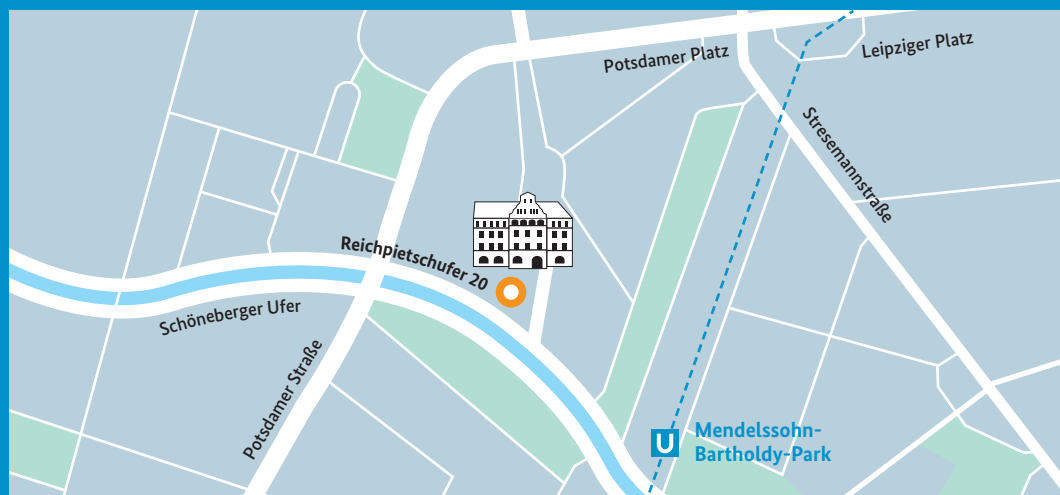 Potsdamer Platz
Leipziger Platz
Stresemannstraße
Reichpietschufer 20
Schöneberger Ufer
Potsdamer Straße
U
Mendelssohn-
Bartholdy-Park